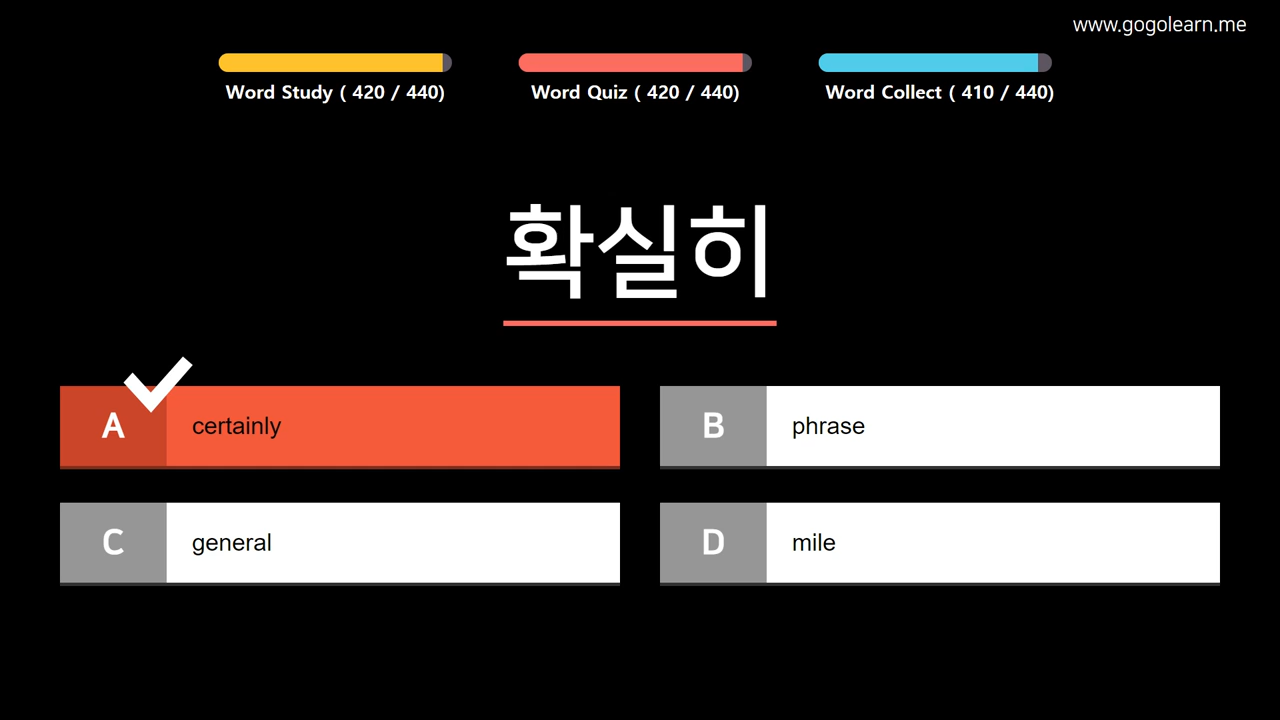 www.gogolearn.me
Word Study ( 420 / 440)
Word Quiz ( 420 / 440)
Word Collect ( 410 / 440)
확실히
A certainly
B phrase
C general
D mile